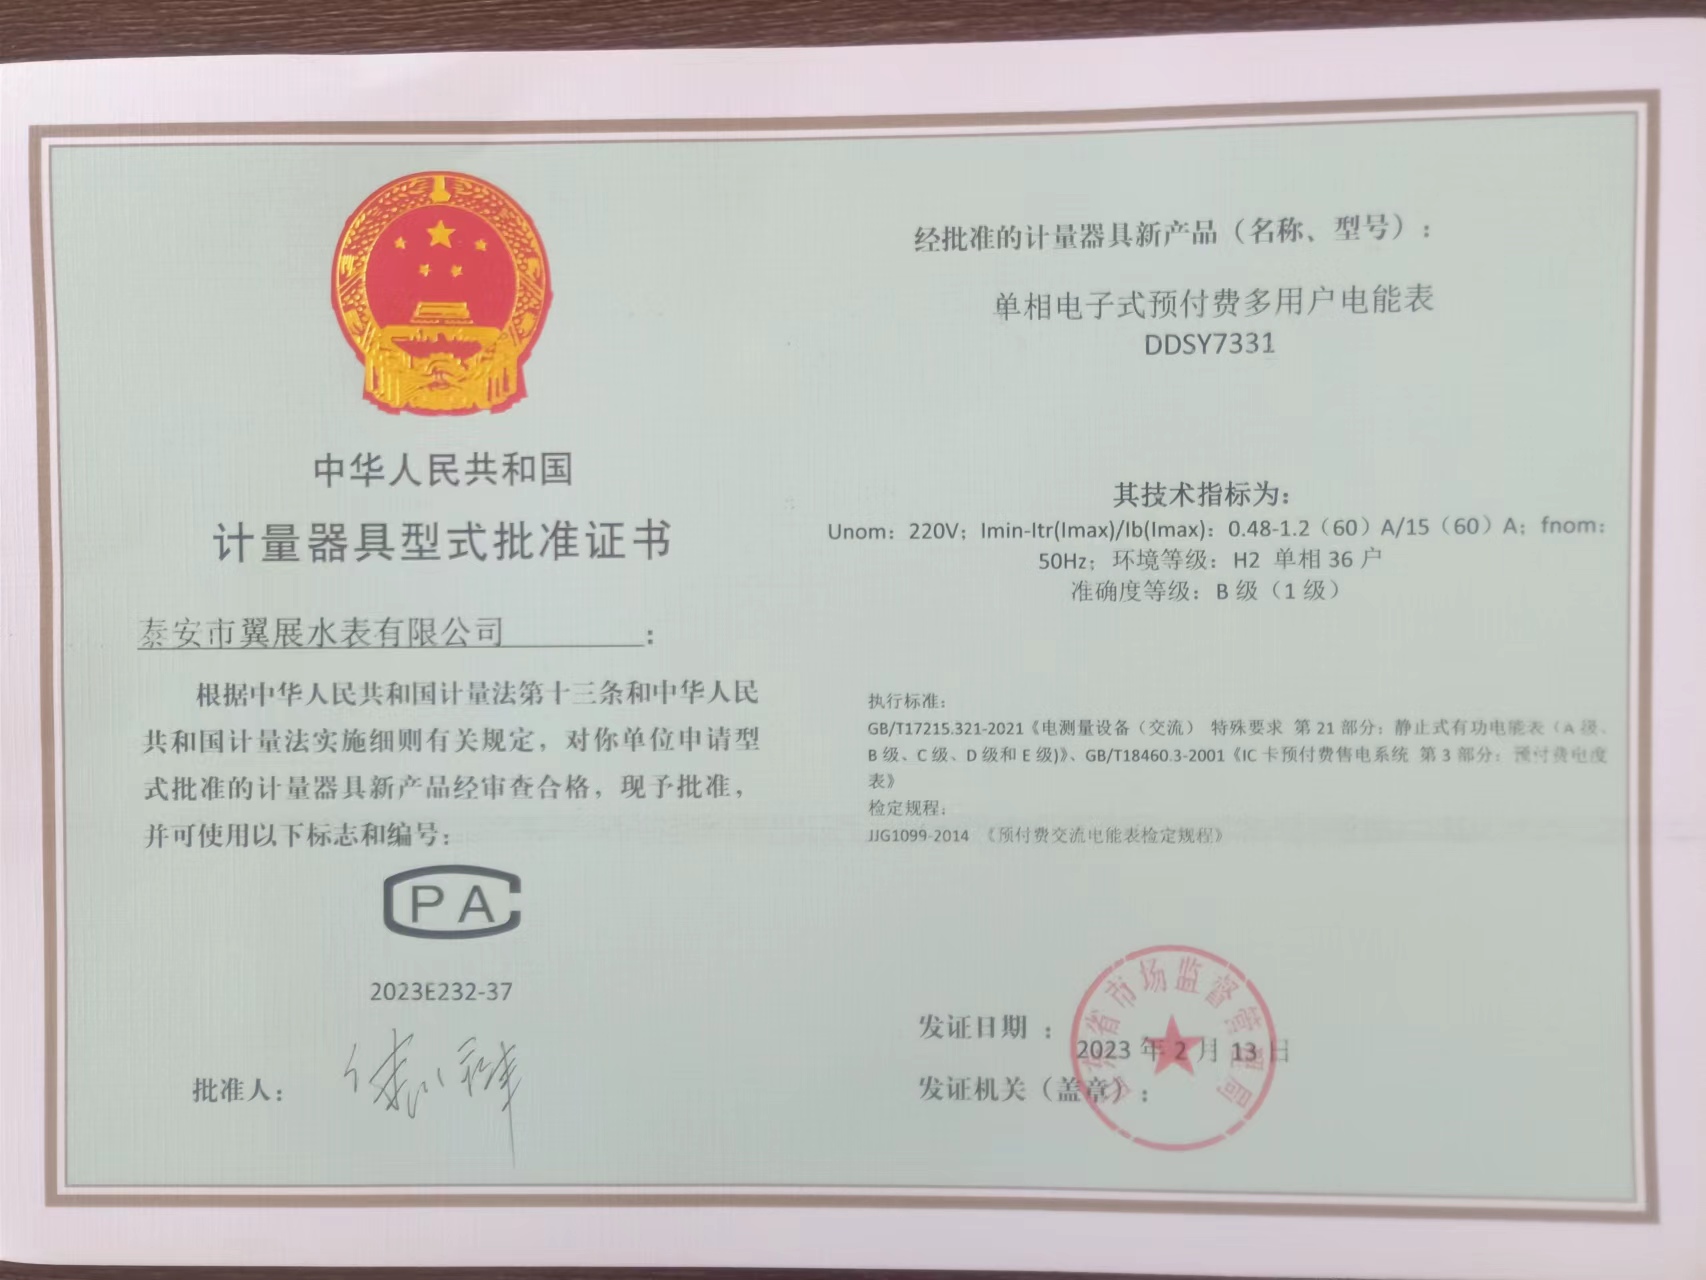 中华人民共和国
计量器具型式批准证书
泰安市翼展水表有限公司：
根据中华人民共和国计量法第十三条和中华人民
共和国计量法实施细则有关规定，对你单位申请型
式批准的计量器具新产品经审查合格，现予批准，
并可使用以下标志和编号：
CPA
2023E232-37
批准人：
经批准的计量器具新产品（名称、型号）：
单相电子式预付费多用户电能表
DDSY7331
其技术指标为：
Unom：220V；Imin-Itr(Imax)/Ib(Imax)：0.48-1.2（60）A/15（60）A；fnom：
50Hz；环境等级：H2 单相 36 户
准确度等级：B 级（1 级）
执行标准：
GB/T17215.321-2021《电测量设备（交流） 特殊要求 第 21 部分：静止式有功电能表（A 级、
B 级、C 级、D 级和 E 级)》、GB/T18460.3-2001《IC 卡预付费售电系统 第 3 部分：预付费电度
表》
检定规程：
JJG1099-2014 《预付费交流电能表检定规程》
发证日期：
2023 年 2 月 13 日
发证机关（盖章）：
省市场监督管理局